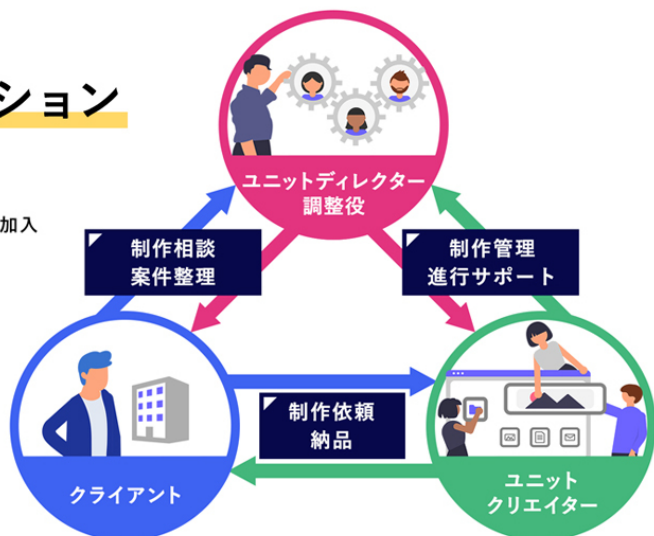 ション
加入
ユニットディレクター
調整役
制作相談
案件整理
制作管理
進行サポート
制作依頼
納品
クライアント
ユニット
クリエイター